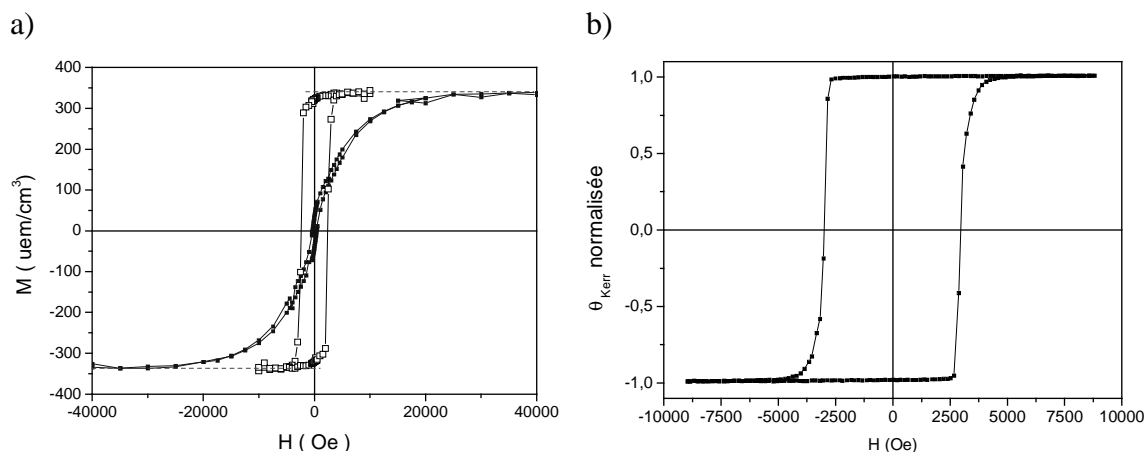 a)
400
300
200
100
0
-100
-200
-300
-400
M ( uem/cm³ )
-40000 -20000 0 20000 40000
H ( Oe )
b)
1,0
0,5
0,0
0,5
1,0
θ Kerr normalisée
-10000 -7500 -5000 -2500 0 2500 5000 7500 10000
H (Oe)